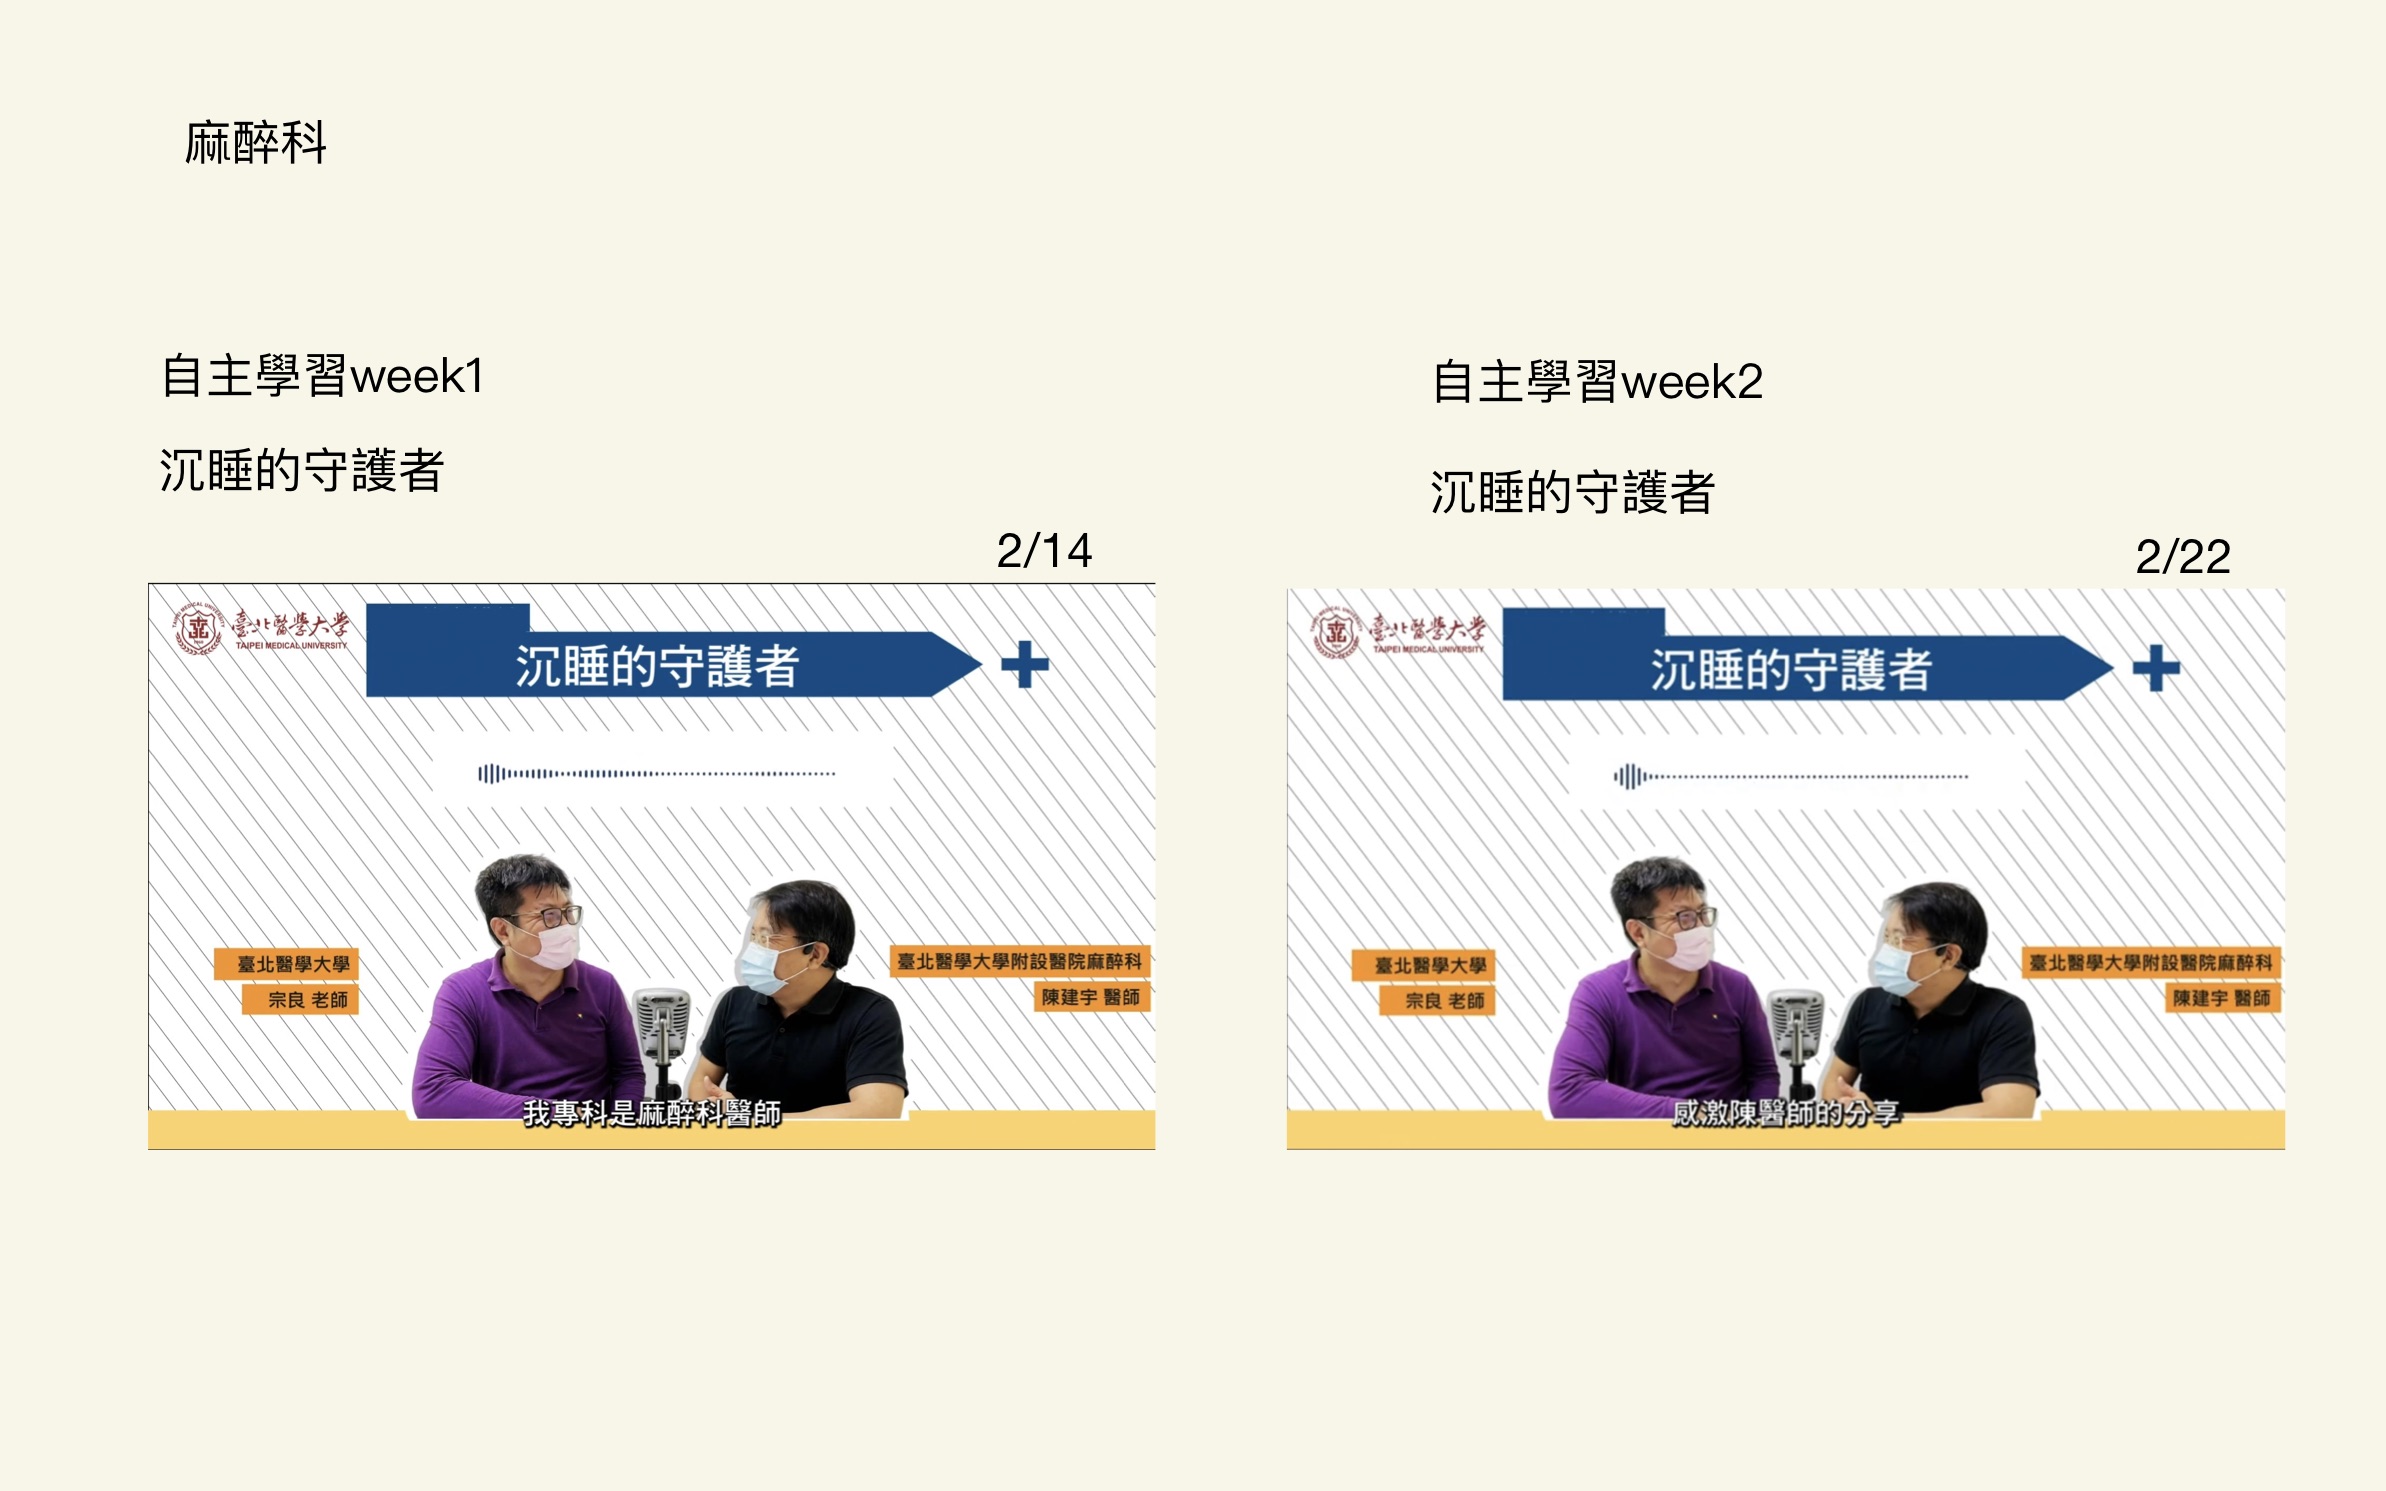 麻醉科
自主學習week1
沉睡的守護者
2/14
臺北醫學大學
TAIPEI MEDICAL UNIVERSITY
沉睡的守護者
臺北醫學大學
宗良 老師
臺北醫學大學附設醫院麻醉科
陳建宇 醫師
我專科是麻醉科醫師
自主學習week2
沉睡的守護者
2/22
臺北醫學大學
TAIPEI MEDICAL UNIVERSITY
沉睡的守護者
臺北醫學大學
宗良 老師
臺北醫學大學附設醫院麻醉科
陳建宇 醫師
感激陳醫師的分享